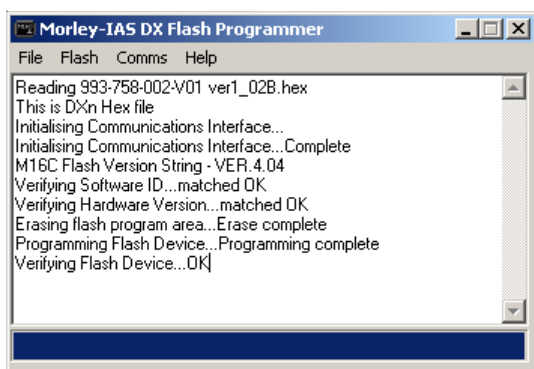 Morley-IAS DX Flash Programmer
File Flash Comms Help
Reading 993-758-002-V01 ver1_02B.hex
This is DXn Hex file
Initialising Communications Interface...
Initialising Communications Interface...Complete
M16C Flash Version String - VER.4.04
Verifying Software ID...matched OK
Verifying Hardware Version...matched OK
Erasing flash program area...Erase complete
Programming Flash Device...Programming complete
Verifying Flash Device...OK